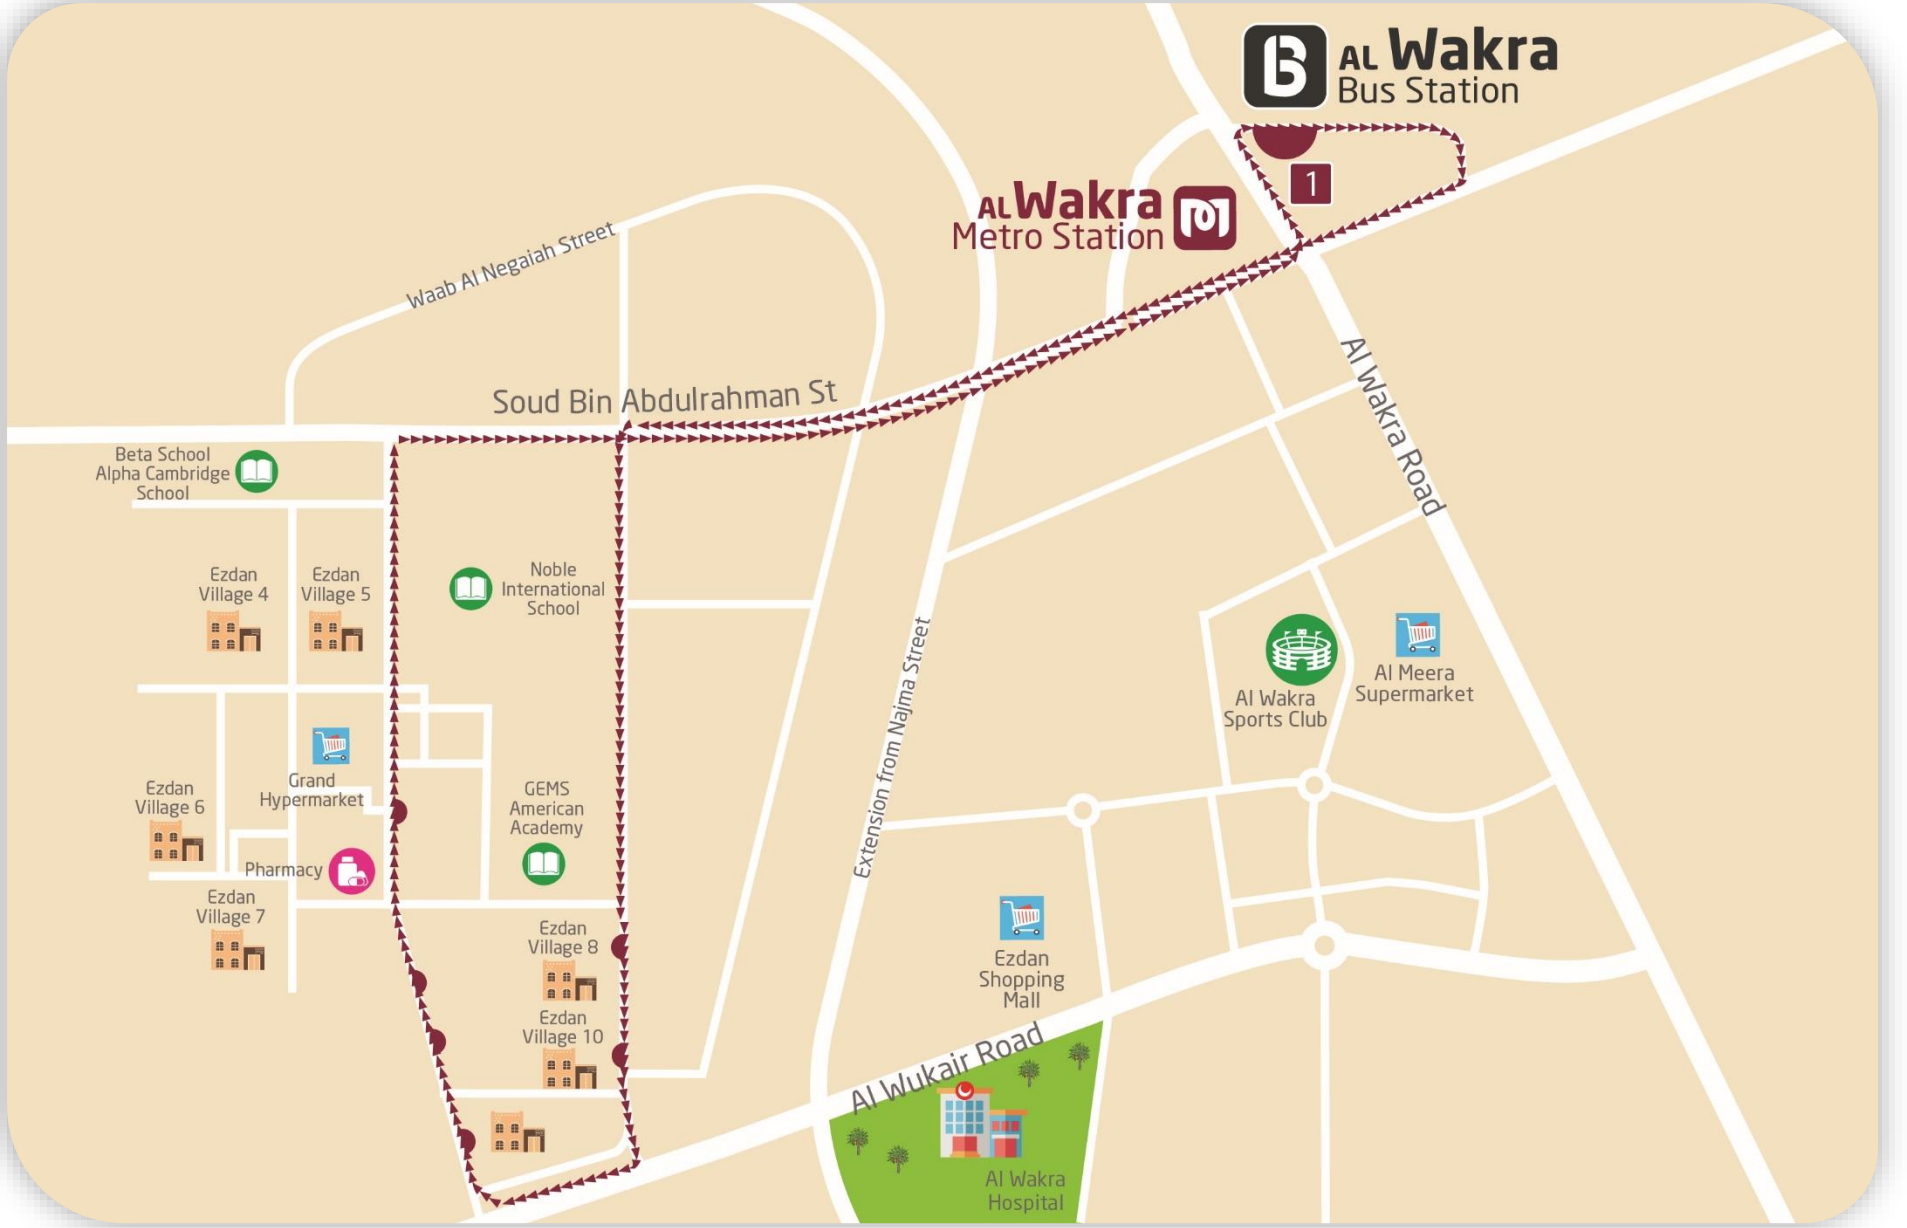 B
AL Wakra
Bus Station
1
AL Wakra
Metro Station
Waab Al Negaiah Street
Soud Bin Abdulrahman St
Al Wakra Road
Beta School
Alpha Cambridge
School
Ezdan
Village 4
Ezdan
Village 5
Noble
International
School
Extension from Najma Street
Al Wakra
Sports Club
Al Meera
Supermarket
Grand
Hypermarket
Ezdan
Village 6
GEMS
American
Academy
Pharmacy
Ezdan
Village 7
Ezdan
Village 8
Ezdan
Village 10
Ezdan
Shopping
Mall
Al Wukair Road
Al Wakra
Hospital